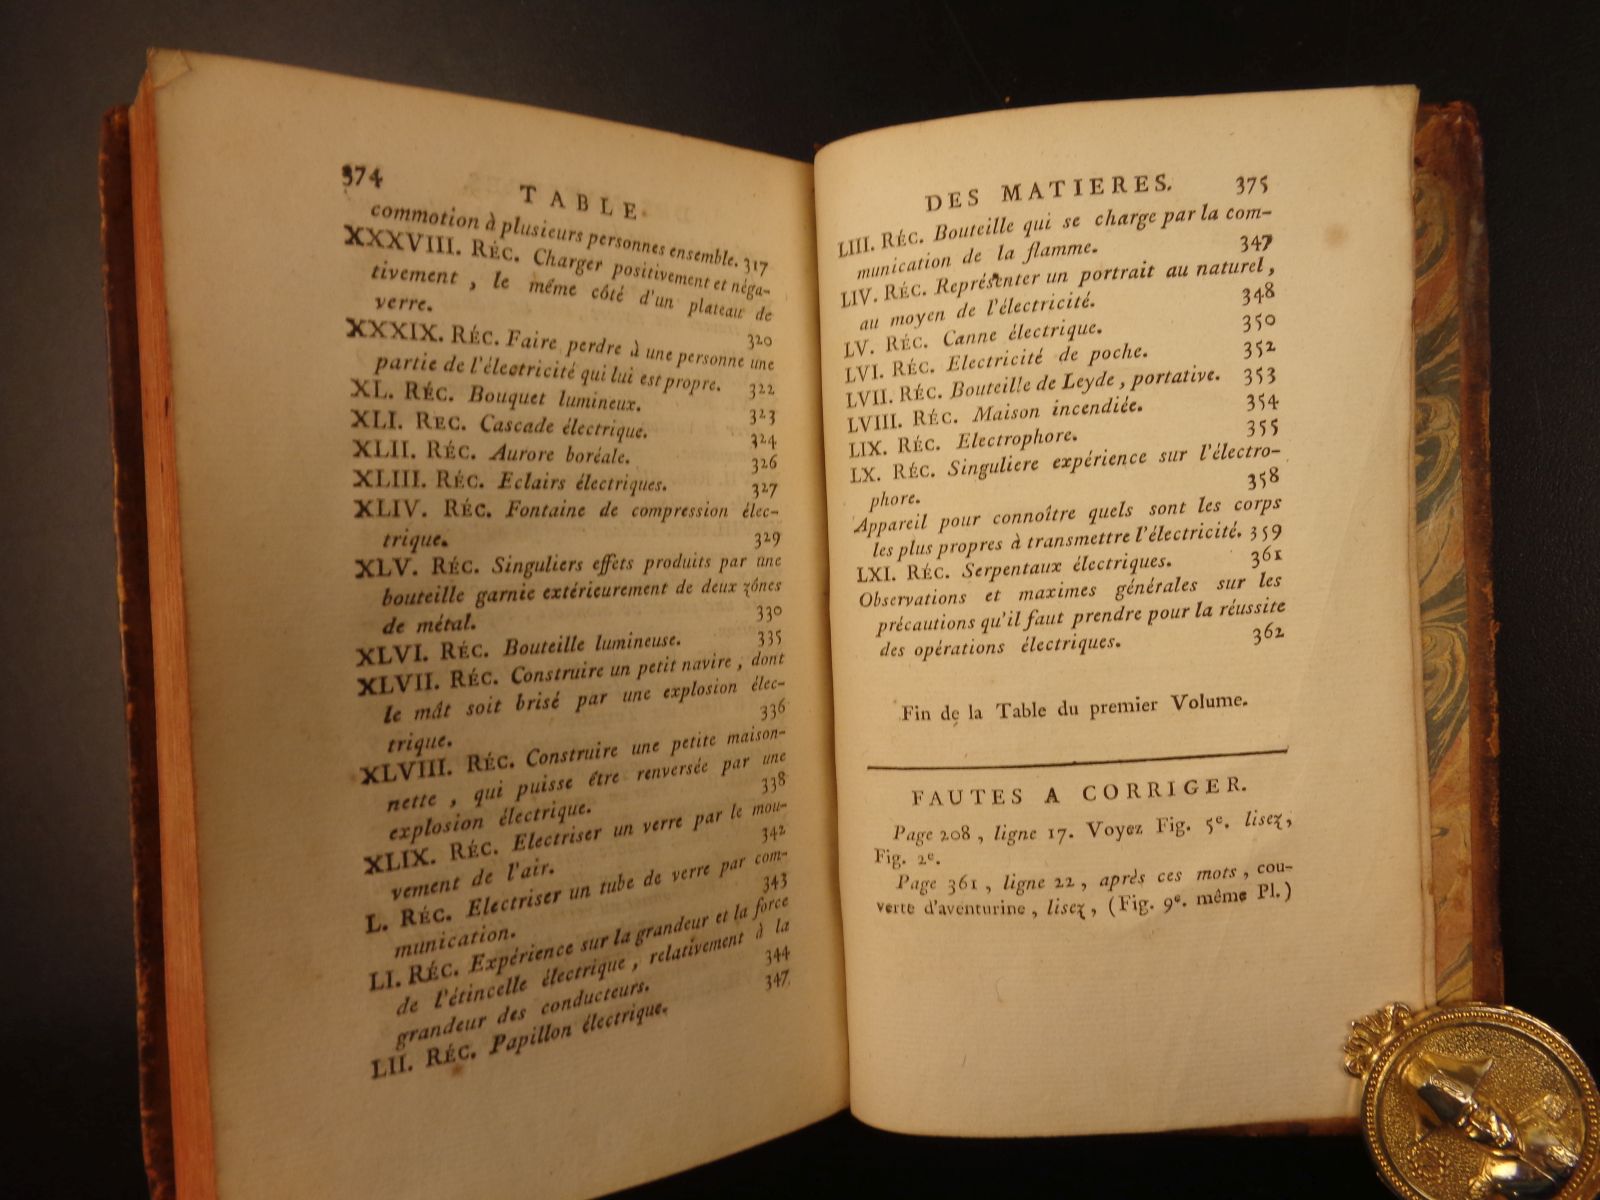 374
TABLE
commotion à plusieurs personnes ensemble. 317
XXXVIII. RÉC. Charger positivement et néga-
tivement, le même côté d'un plateau de
verre. 320
XXXIX. RÉC. Faire perdre à une personne une
partie de l'électricité qui lui est propre. 322
XL. RÉC. Bouquet lumineux. 323
XLI. REC. Cascade électrique. 324
XLII. RÉC. Aurore boréale. 326
XLIII. RÉC. Eclairs électriques. 327
XLIV. RÉC. Fontaine de compression élec-
trique. 329
XLV. RÉC. Singuliers effets produits par une
bouteille garnie extérieurement de deux zônes
de métal. 330
XLVI. RÉC. Bouteille lumineuse. 335
XLVII. RÉC. Construire un petit navire, dont
le mât soit brisé par une explosion élec-
trique. 336
XLVIII. RÉC. Construire une petite maison-
nette, qui puisse être renversée par une
explosion électrique. 338
XLIX. RÉC. Electriser un verre par le mou-
vement de l'air. 342
L. RÉC. Electriser un tube de verre par com-
munication. 343
LI. RÉC. Expérience sur la grandeur et la force
de l'étincelle électrique, relativement à la
grandeur des conducteurs. 344
LII. RÉC. Papillon électrique. 347
DES MATIERES. 375
LIII. RÉC. Bouteille qui se charge par la com-
munication de la flamme. 347
LIV. RÉC. Représenter un portrait au naturel,
au moyen de l'électricité. 348
LV. RÉC. Canne électrique. 350
LVI. RÉC. Electricité de poche. 352
LVII. RÉC. Bouteille de Leyde, portative. 353
LVIII. RÉC. Maison incendiée. 354
LIX. RÉC. Electrophore. 355
LX. RÉC. Singuliere expérience sur l'électro-
phore. 358
Appareil pour connoître quels sont les corps
les plus propres à transmettre l'électricité. 359
LXI. RÉC. Serpentaux électriques. 361
Observations et maximes générales sur les
précautions qu'il faut prendre pour la réussite
des opérations électriques. 362
Fin de la Table du premier Volume.
FAUTES A CORRIGER.
Page 208, ligne 17. Voyez Fig. 5e. lisez,
Fig. 2e.
Page 361, ligne 22, après ces mots, cou-
verte d'aventurine, lisez, (Fig. 9e. même Pl.)